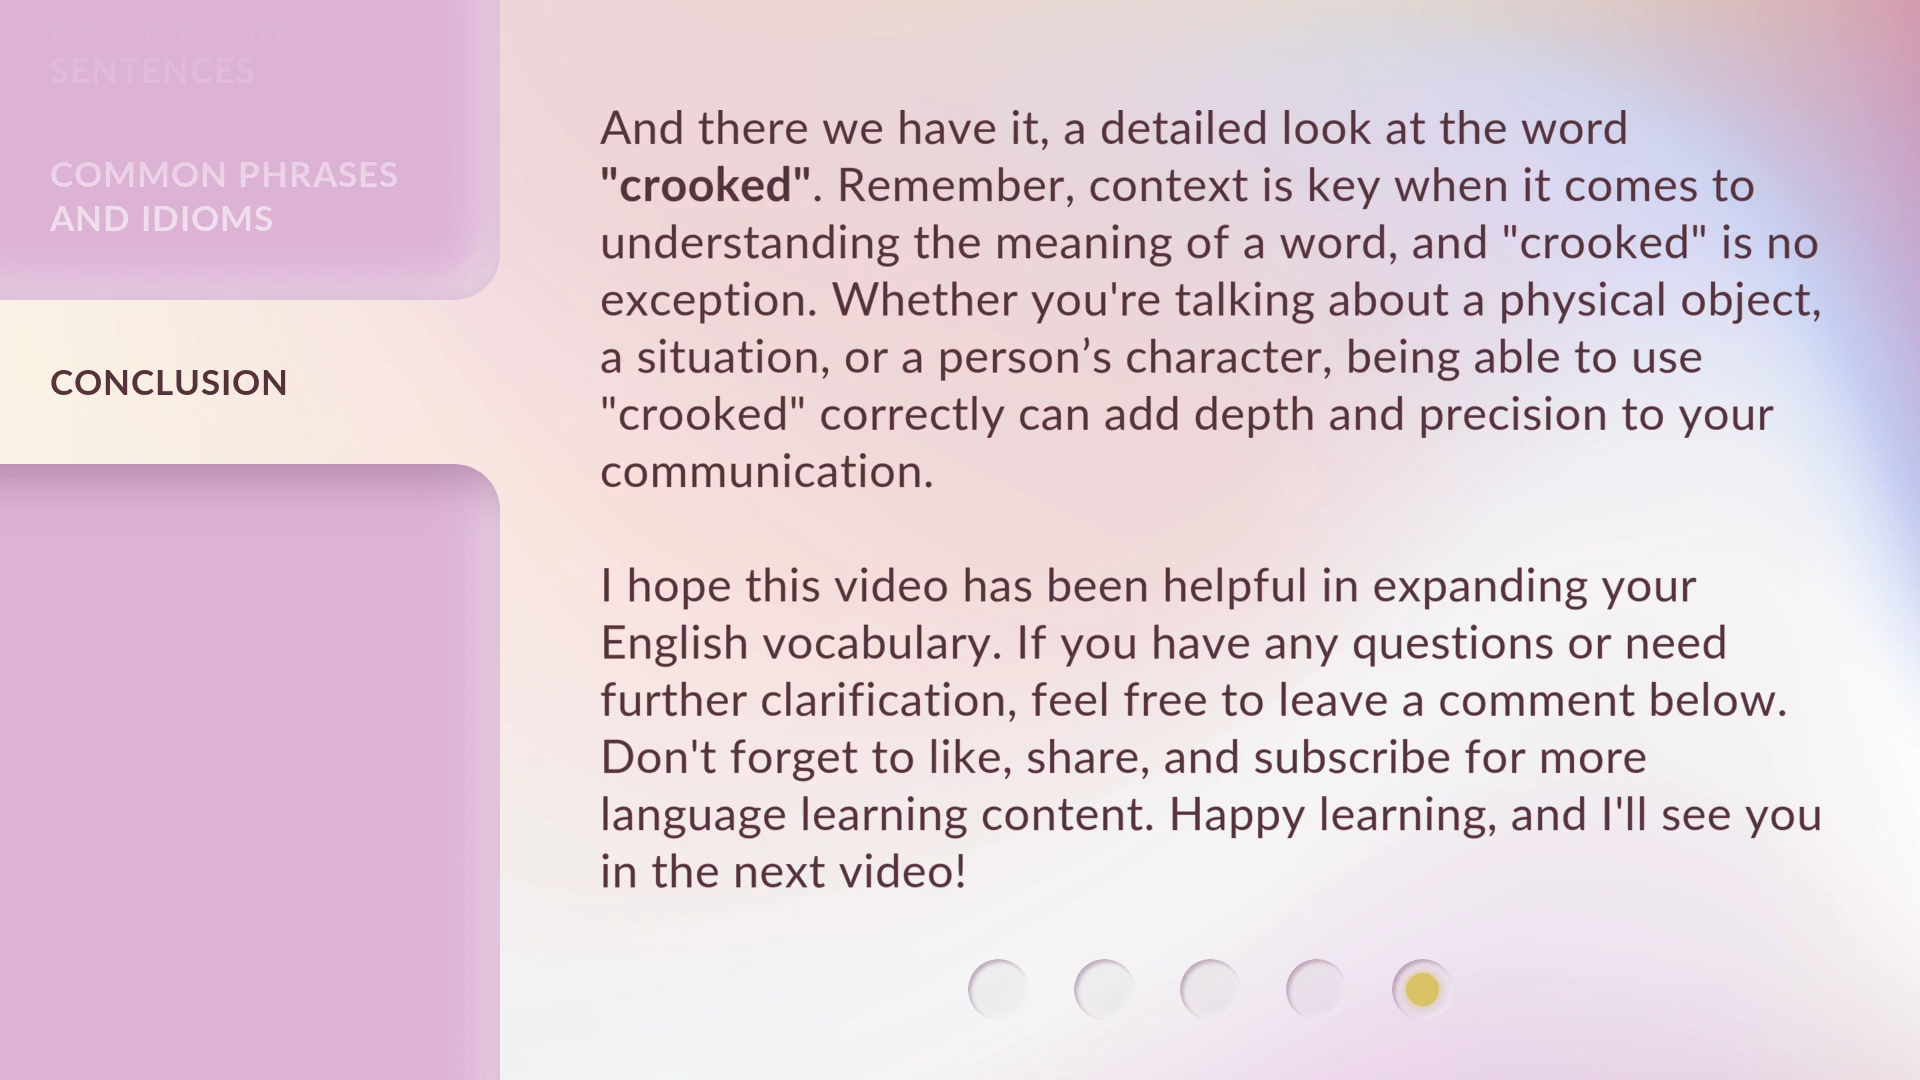 EXAMPLES IN
SENTENCES
COMMON PHRASES
AND IDIOMS
CONCLUSION
And there we have it, a detailed look at the word
"crooked". Remember, context is key when it comes to
understanding the meaning of a word, and "crooked" is no
exception. Whether you're talking about a physical object,
a situation, or a person’s character, being able to use
"crooked" correctly can add depth and precision to your
communication.
I hope this video has been helpful in expanding your
English vocabulary. If you have any questions or need
further clarification, feel free to leave a comment below.
Don't forget to like, share, and subscribe for more
language learning content. Happy learning, and I'll see you
in the next video!